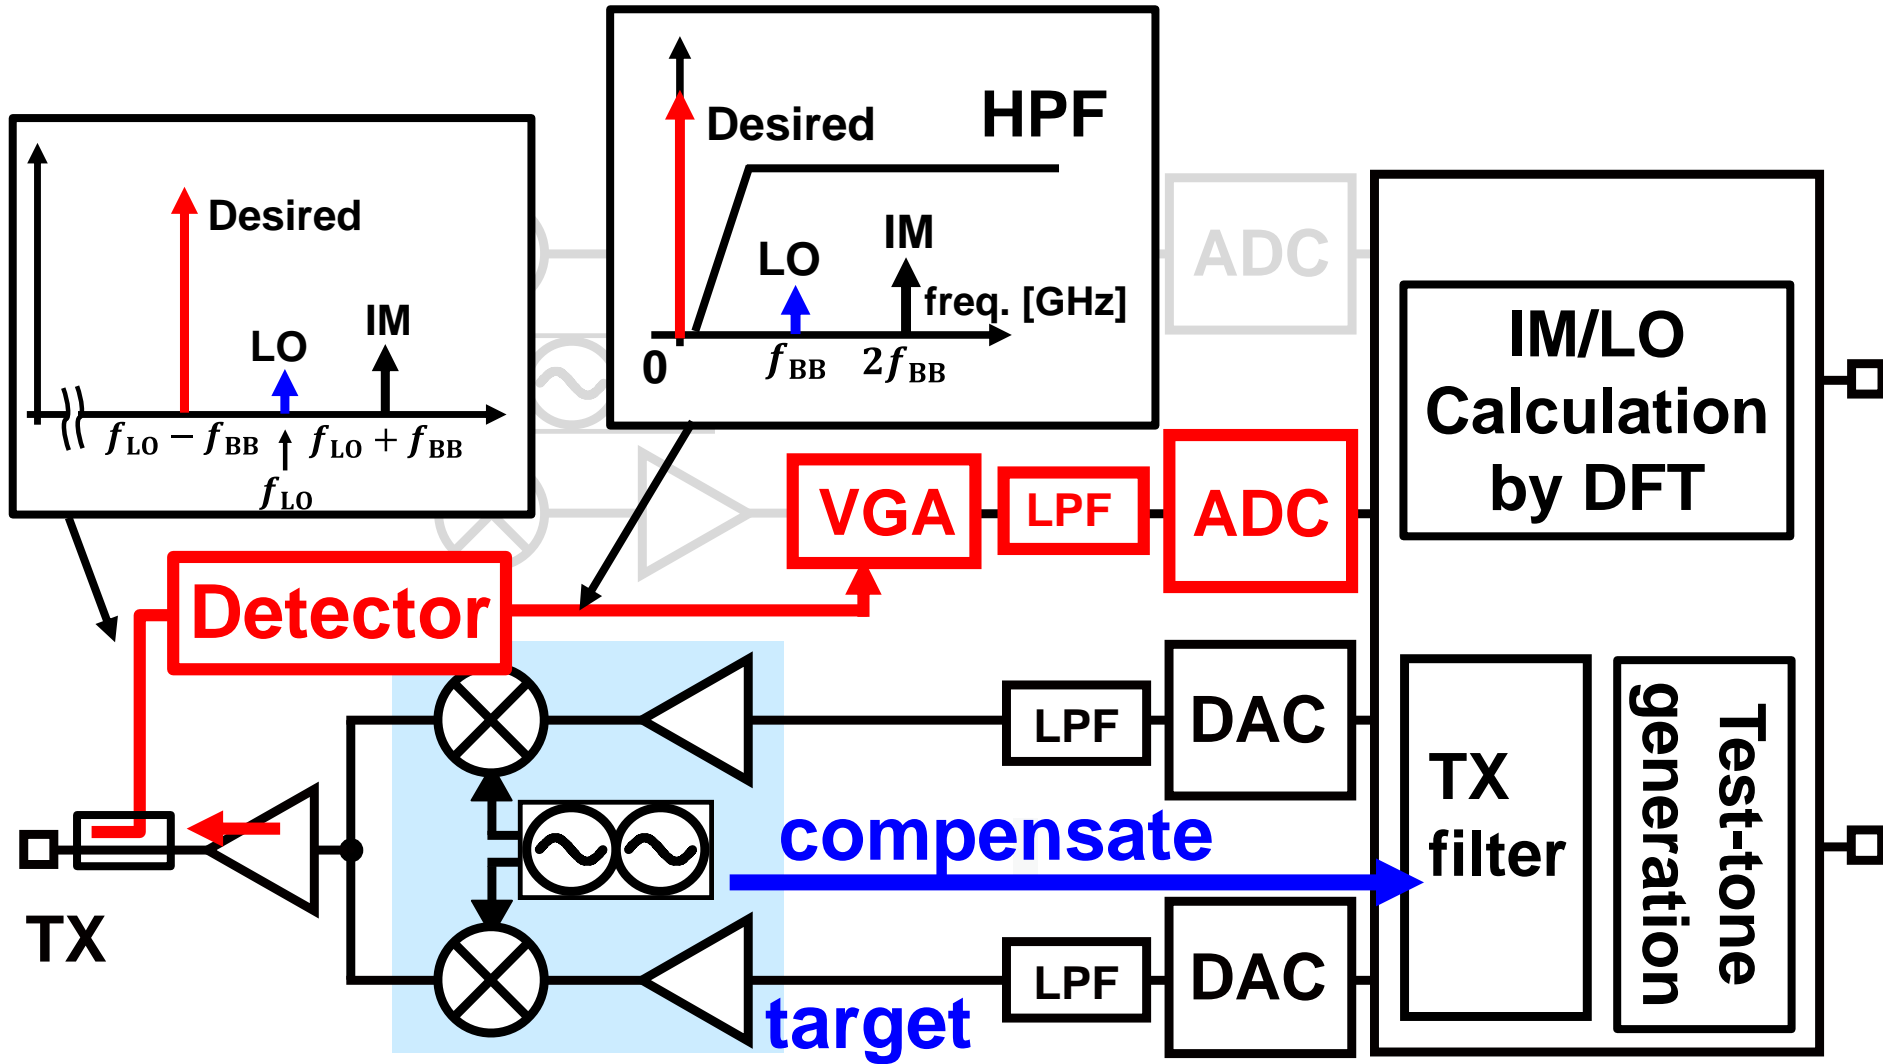 Desired
LO
IM
f_LO − f_BB
f_LO + f_BB
f_LO
Desired
HPF
LO
IM
freq. [GHz]
0
f_BB
2f_BB
ADC
IM/LO
Calculation
by DFT
VGA
LPF
ADC
Detector
LPF
DAC
TX
filter
Test-tone
generation
compensate
TX
LPF
DAC
target